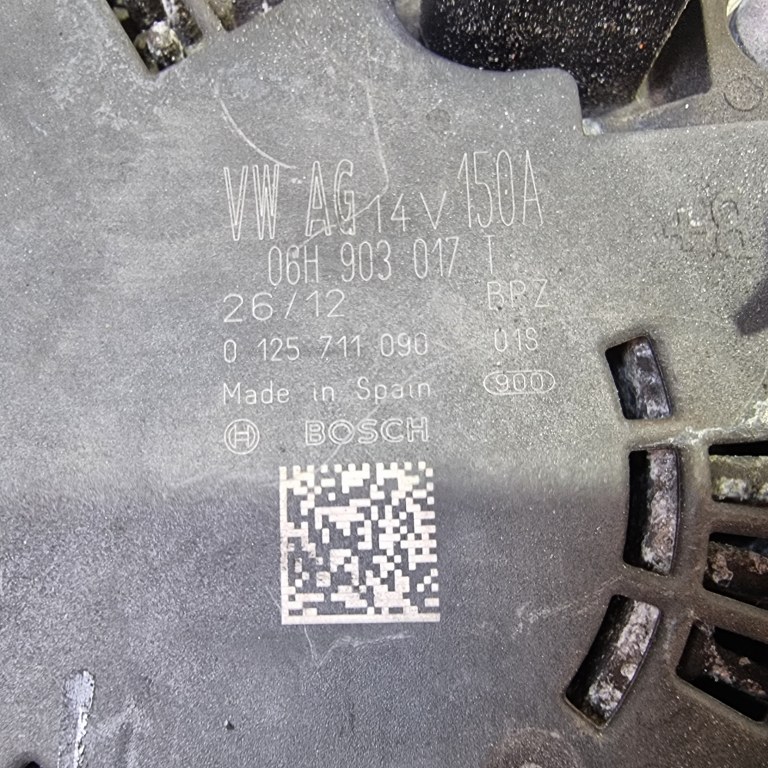 VW AG 14V 150A
06H 903 017 T
26/12 BPZ
0 125 711 090 01S
Made in Spain 900
H BOSCH